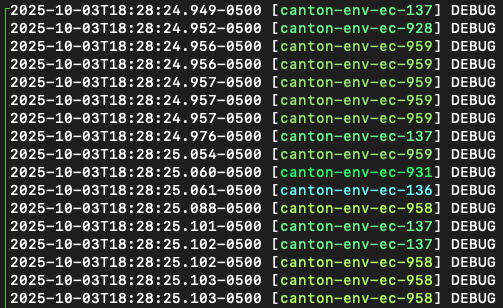 2025-10-03T18:28:24.949-0500 [canton-env-ec-137] DEBUG
2025-10-03T18:28:24.952-0500 [canton-env-ec-928] DEBUG
2025-10-03T18:28:24.956-0500 [canton-env-ec-959] DEBUG
2025-10-03T18:28:24.956-0500 [canton-env-ec-959] DEBUG
2025-10-03T18:28:24.957-0500 [canton-env-ec-959] DEBUG
2025-10-03T18:28:24.957-0500 [canton-env-ec-959] DEBUG
2025-10-03T18:28:24.957-0500 [canton-env-ec-959] DEBUG
2025-10-03T18:28:24.976-0500 [canton-env-ec-137] DEBUG
2025-10-03T18:28:25.054-0500 [canton-env-ec-959] DEBUG
2025-10-03T18:28:25.060-0500 [canton-env-ec-931] DEBUG
2025-10-03T18:28:25.061-0500 [canton-env-ec-136] DEBUG
2025-10-03T18:28:25.088-0500 [canton-env-ec-958] DEBUG
2025-10-03T18:28:25.101-0500 [canton-env-ec-137] DEBUG
2025-10-03T18:28:25.102-0500 [canton-env-ec-137] DEBUG
2025-10-03T18:28:25.102-0500 [canton-env-ec-958] DEBUG
2025-10-03T18:28:25.103-0500 [canton-env-ec-958] DEBUG
2025-10-03T18:28:25.103-0500 [canton-env-ec-958] DEBUG